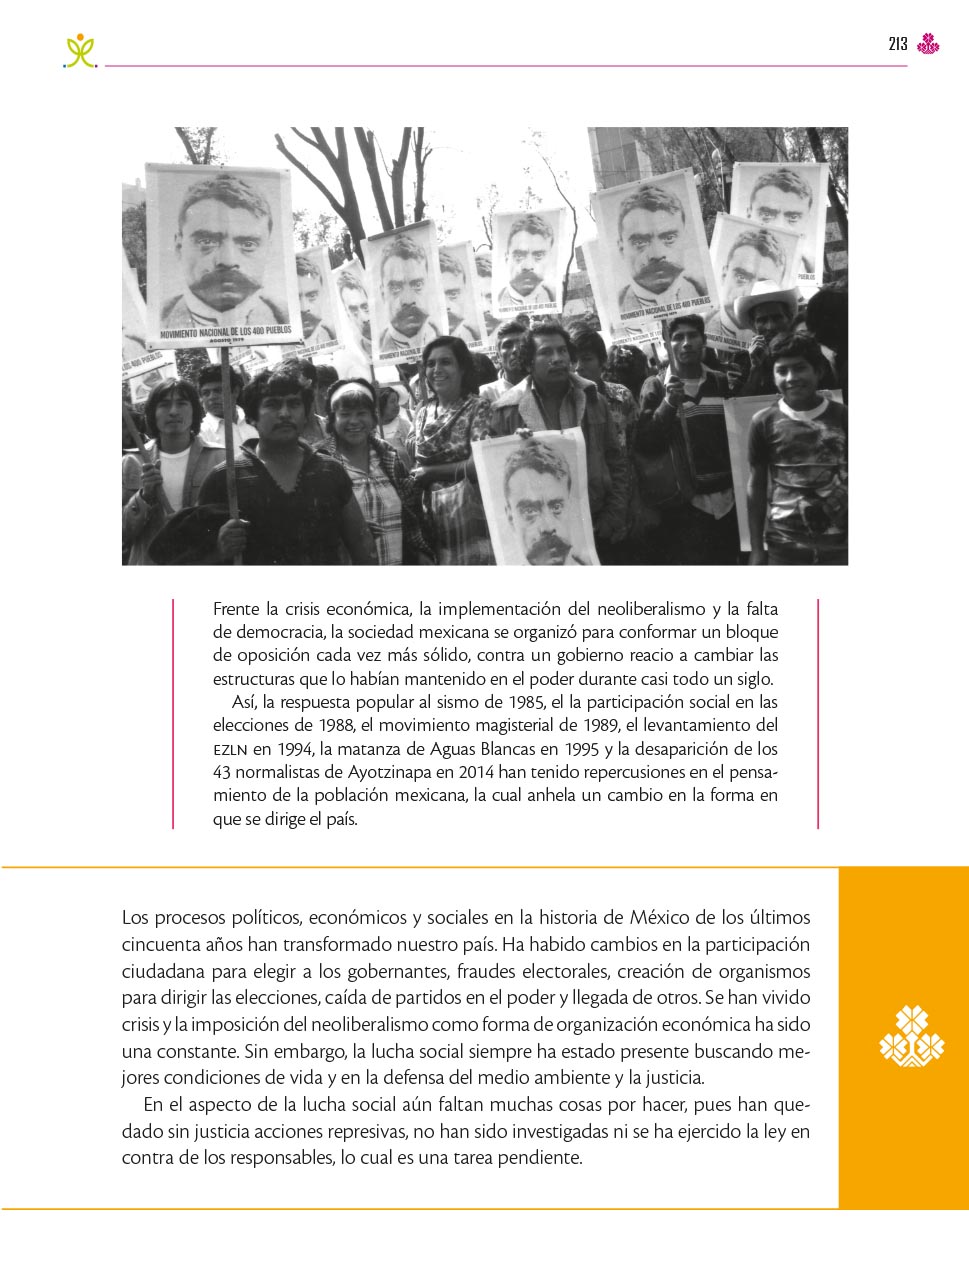 213
MOVIMIENTO NACIONAL DE LOS 400 PUEBLOS
AGOSTO 1979
MOVIMIENTO NACIONAL DE LOS 400 PUEBLOS
PUEBLOS
Frente la crisis económica, la implementación del neoliberalismo y la falta
de democracia, la sociedad mexicana se organizó para conformar un bloque
de oposición cada vez más sólido, contra un gobierno reacio a cambiar las
estructuras que lo habían mantenido en el poder durante casi todo un siglo.
Así, la respuesta popular al sismo de 1985, el la participación social en las
elecciones de 1988, el movimiento magisterial de 1989, el levantamiento del
EZLN en 1994, la matanza de Aguas Blancas en 1995 y la desaparición de los
43 normalistas de Ayotzinapa en 2014 han tenido repercusiones en el pensa-
miento de la población mexicana, la cual anhela un cambio en la forma en
que se dirige el país.
Los procesos políticos, económicos y sociales en la historia de México de los últimos
cincuenta años han transformado nuestro país. Ha habido cambios en la participación
ciudadana para elegir a los gobernantes, fraudes electorales, creación de organismos
para dirigir las elecciones, caída de partidos en el poder y llegada de otros. Se han vivido
crisis y la imposición del neoliberalismo como forma de organización económica ha sido
una constante. Sin embargo, la lucha social siempre ha estado presente buscando me-
jores condiciones de vida y en la defensa del medio ambiente y la justicia.
En el aspecto de la lucha social aún faltan muchas cosas por hacer, pues han que-
dado sin justicia acciones represivas, no han sido investigadas ni se ha ejercido la ley en
contra de los responsables, lo cual es una tarea pendiente.